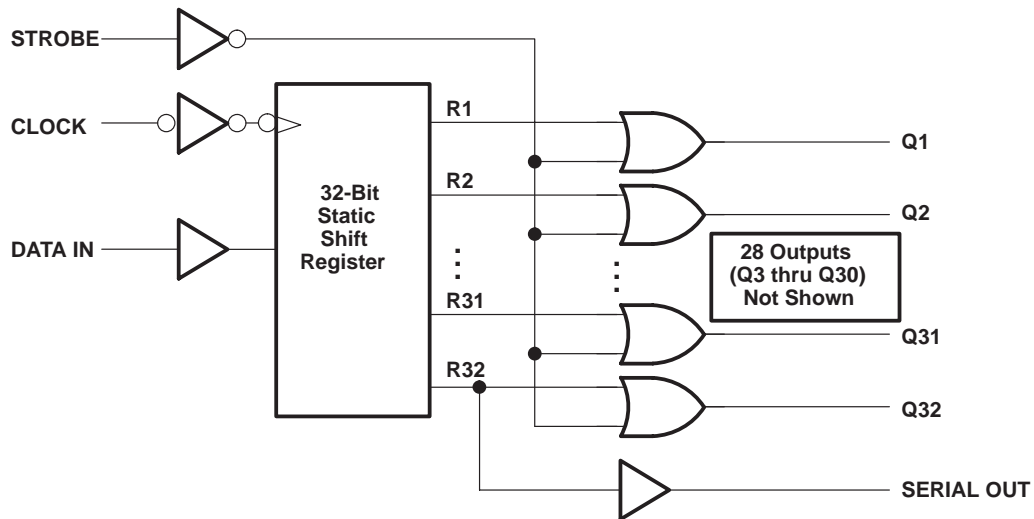 STROBE
CLOCK
DATA IN
32-Bit
Static
Shift
Register
R1
R2
R31
R32
Q1
Q2
28 Outputs
(Q3 thru Q30)
Not Shown
Q31
Q32
SERIAL OUT